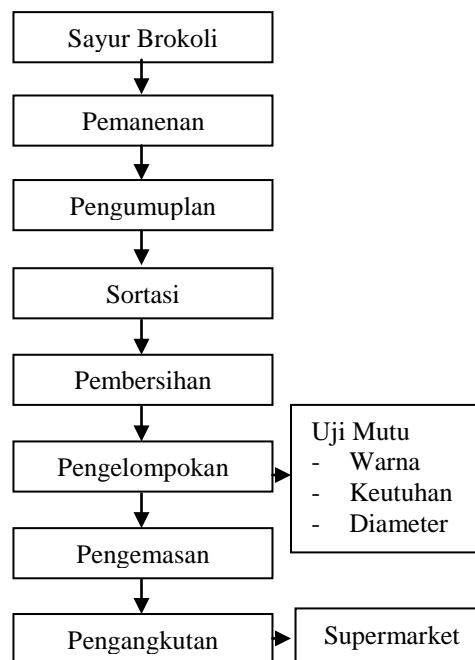 Sayur Brokoli
Pemanenan
Pengumuplan
Sortasi
Pembersihan
Pengelompokan
Uji Mutu
- Warna
- Keutuhan
- Diameter
Pengemasan
Pengangkutan
Supermarket